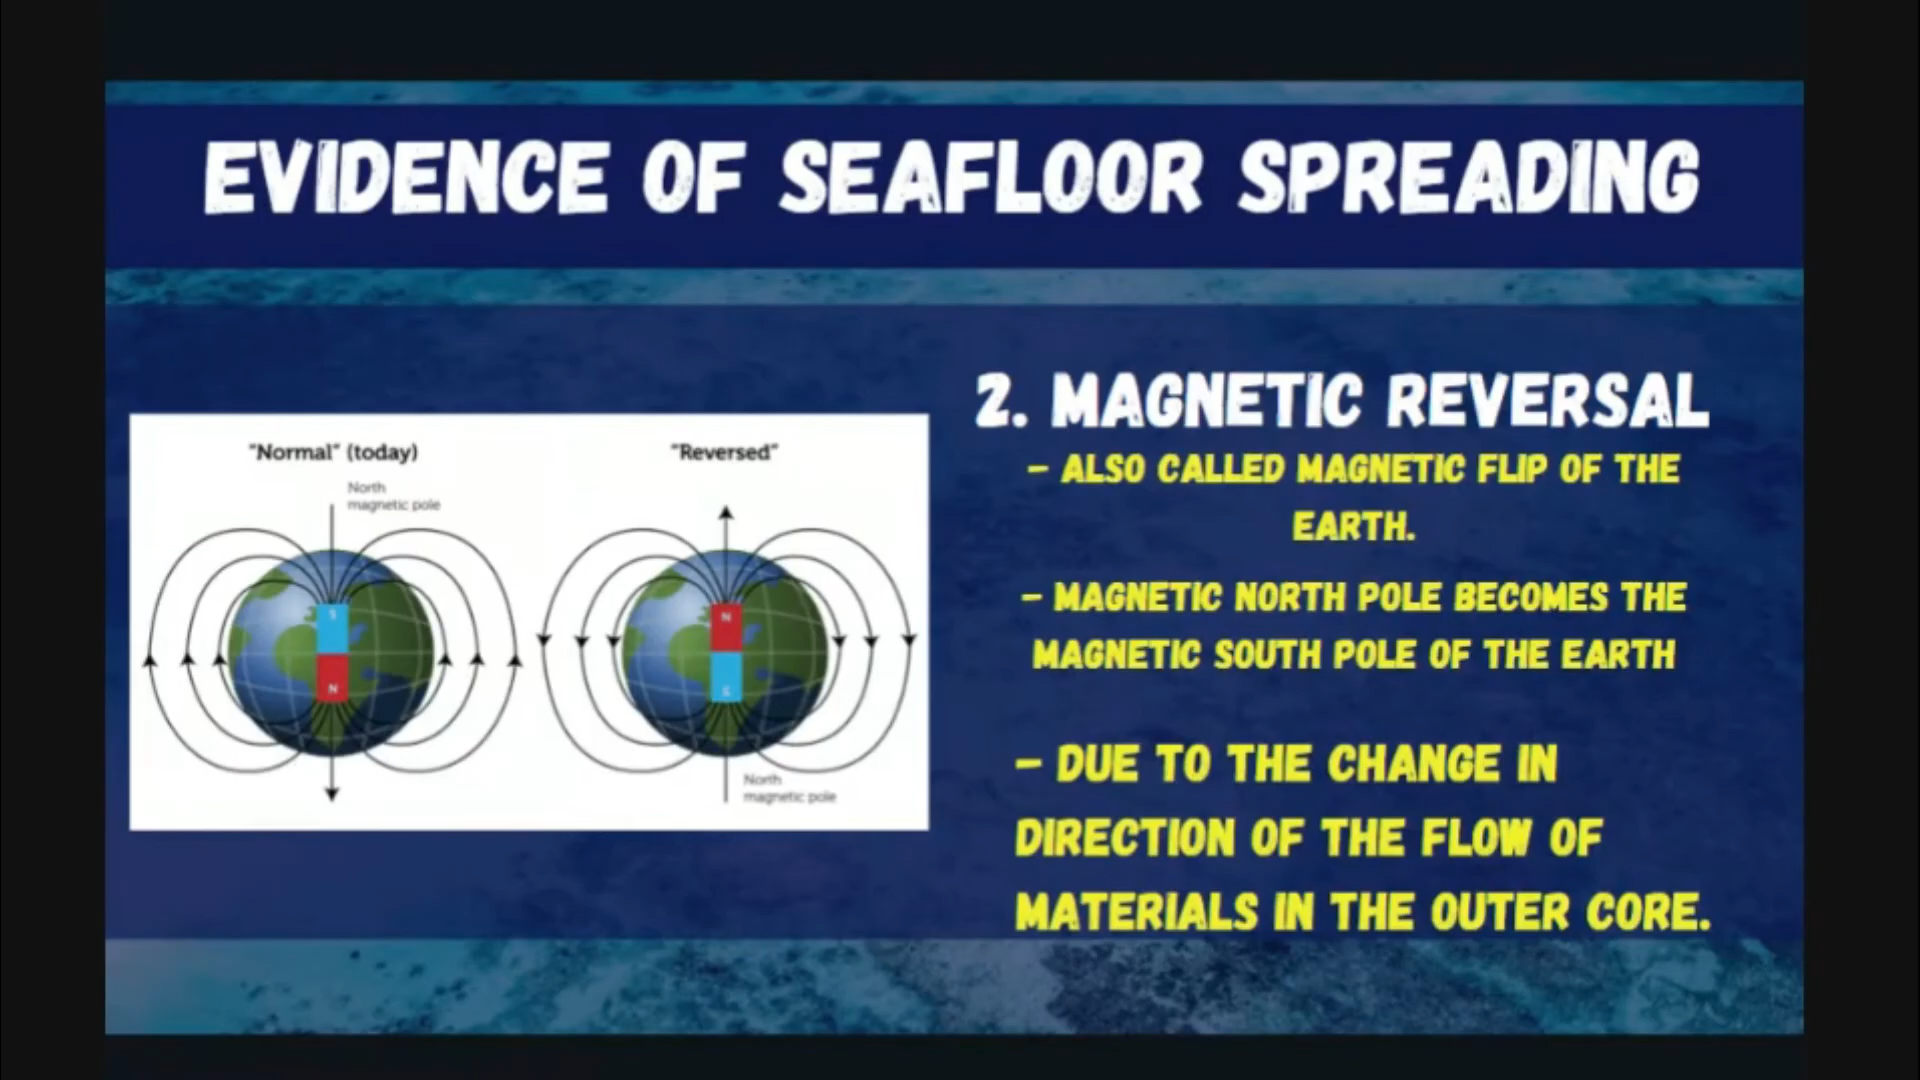 EVIDENCE OF SEAFLOOR SPREADING
"Normal" (today)
North
magnetic pole
S
N
"Reversed"
N
S
North
magnetic pole
2. MAGNETIC REVERSAL
– ALSO CALLED MAGNETIC FLIP OF THE
EARTH.
– MAGNETIC NORTH POLE BECOMES THE
MAGNETIC SOUTH POLE OF THE EARTH
– DUE TO THE CHANGE IN
DIRECTION OF THE FLOW OF
MATERIALS IN THE OUTER CORE.